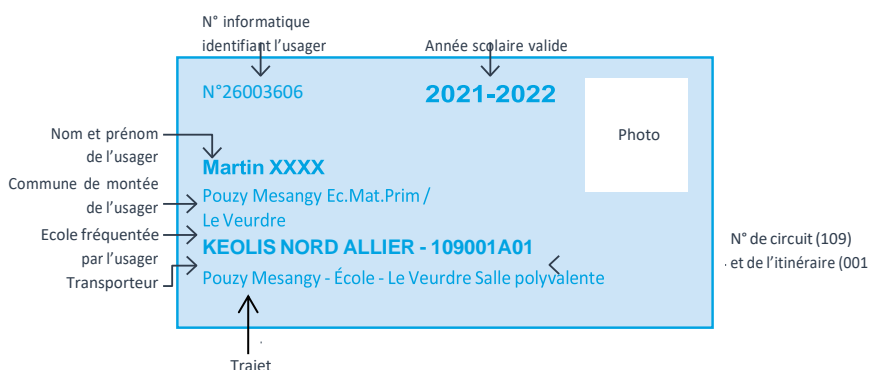 N° informatique
identifiant l'usager
Année scolaire valide
N°26003606
2021-2022
Photo
Nom et prénom
de l'usager
Martin XXXX
Commune de montée
de l'usager
Pouzy Mesangy Ec.Mat.Prim /
Le Veurdre
Ecole fréquentée
par l'usager
KEOLIS NORD ALLIER - 109001A01
N° de circuit (109)
et de l'itinéraire (001
Transporteur
Pouzy Mesangy - École - Le Veurdre Salle polyvalente
Trajet